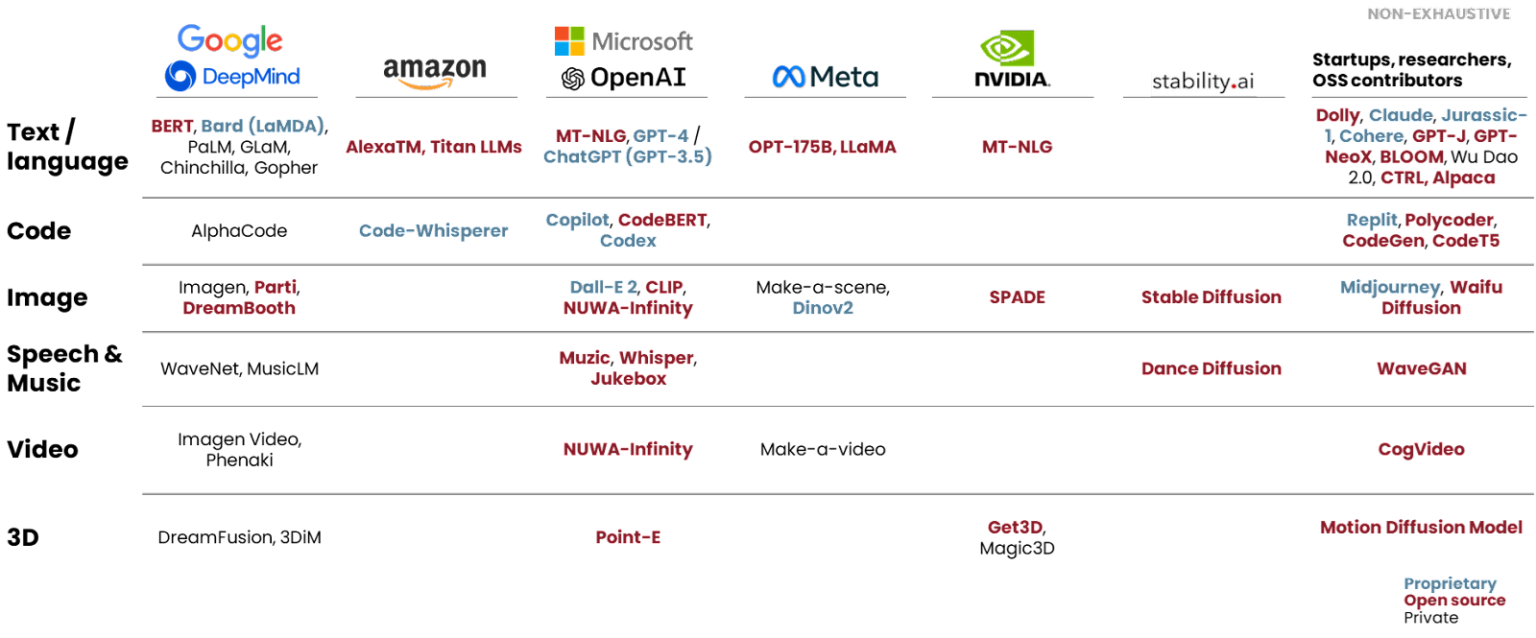 NON-EXHAUSTIVE
Google
DeepMind
amazon
Microsoft
OpenAI
Meta
NVIDIA.
stability.ai
Startups, researchers,
OSS contributors
Text /
language
BERT, Bard (LaMDA),
PaLM, GLaM,
Chinchilla, Gopher
AlexaTM, Titan LLMs
MT-NLG, GPT-4 /
ChatGPT (GPT-3.5)
OPT-175B, LLaMA
MT-NLG
Dolly, Claude, Jurassic-
1, Cohere, GPT-J, GPT-
NeoX, BLOOM, Wu Dao
2.0, CTRL, Alpaca
Code
AlphaCode
Code-Whisperer
Copilot, CodeBERT,
Codex
Replit, Polycoder,
CodeGen, CodeT5
Image
Imagen, Parti,
DreamBooth
Dall-E 2, CLIP,
NUWA-Infinity
Make-a-scene,
Dinov2
SPADE
Stable Diffusion
Midjourney, Waifu
Diffusion
Speech &
Music
WaveNet, MusicLM
Muzic, Whisper,
Jukebox
Dance Diffusion
WaveGAN
Video
Imagen Video,
Phenaki
NUWA-Infinity
Make-a-video
CogVideo
3D
DreamFusion, 3DiM
Point-E
Get3D,
Magic3D
Motion Diffusion Model
Proprietary
Open source
Private